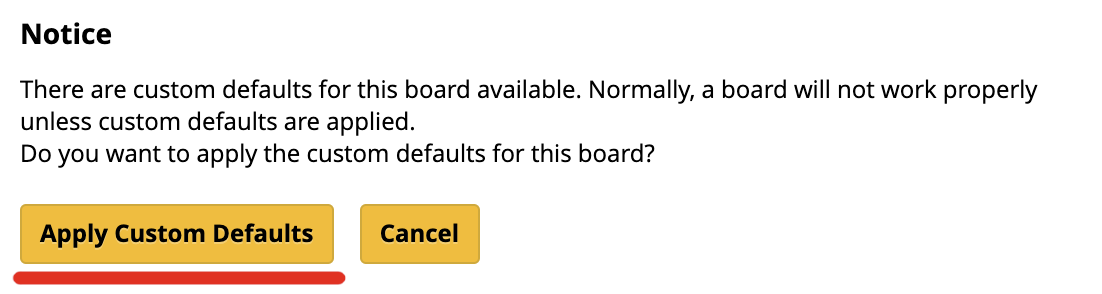 Notice
There are custom defaults for this board available. Normally, a board will not work properly
unless custom defaults are applied.
Do you want to apply the custom defaults for this board?
Apply Custom Defaults
Cancel